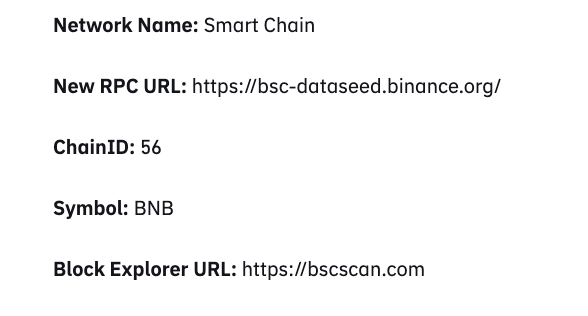 Network Name: Smart Chain
New RPC URL: https://bsc-dataseed.binance.org/
ChainID: 56
Symbol: BNB
Block Explorer URL: https://bscscan.com